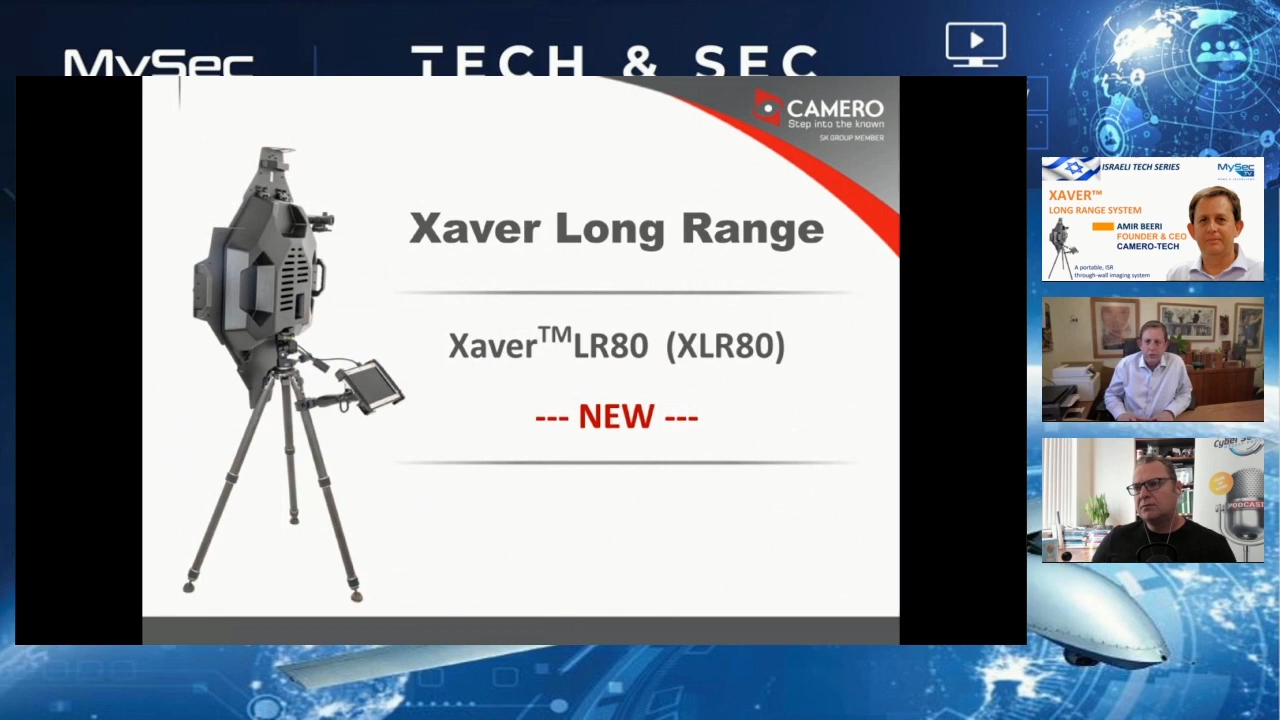 MySec
TECH & SEC
CAMERO
Step into the known
SK GROUP MEMBER
Xaver Long Range
Xaver™LR80 (XLR80)
--- NEW ---
ISRAELI TECH SERIES
MySec
TV
XAVER™
LONG RANGE SYSTEM
AMIR BEERI
FOUNDER & CEO
CAMERO-TECH
A portable, ISR
through-wall imaging system
PODCAST